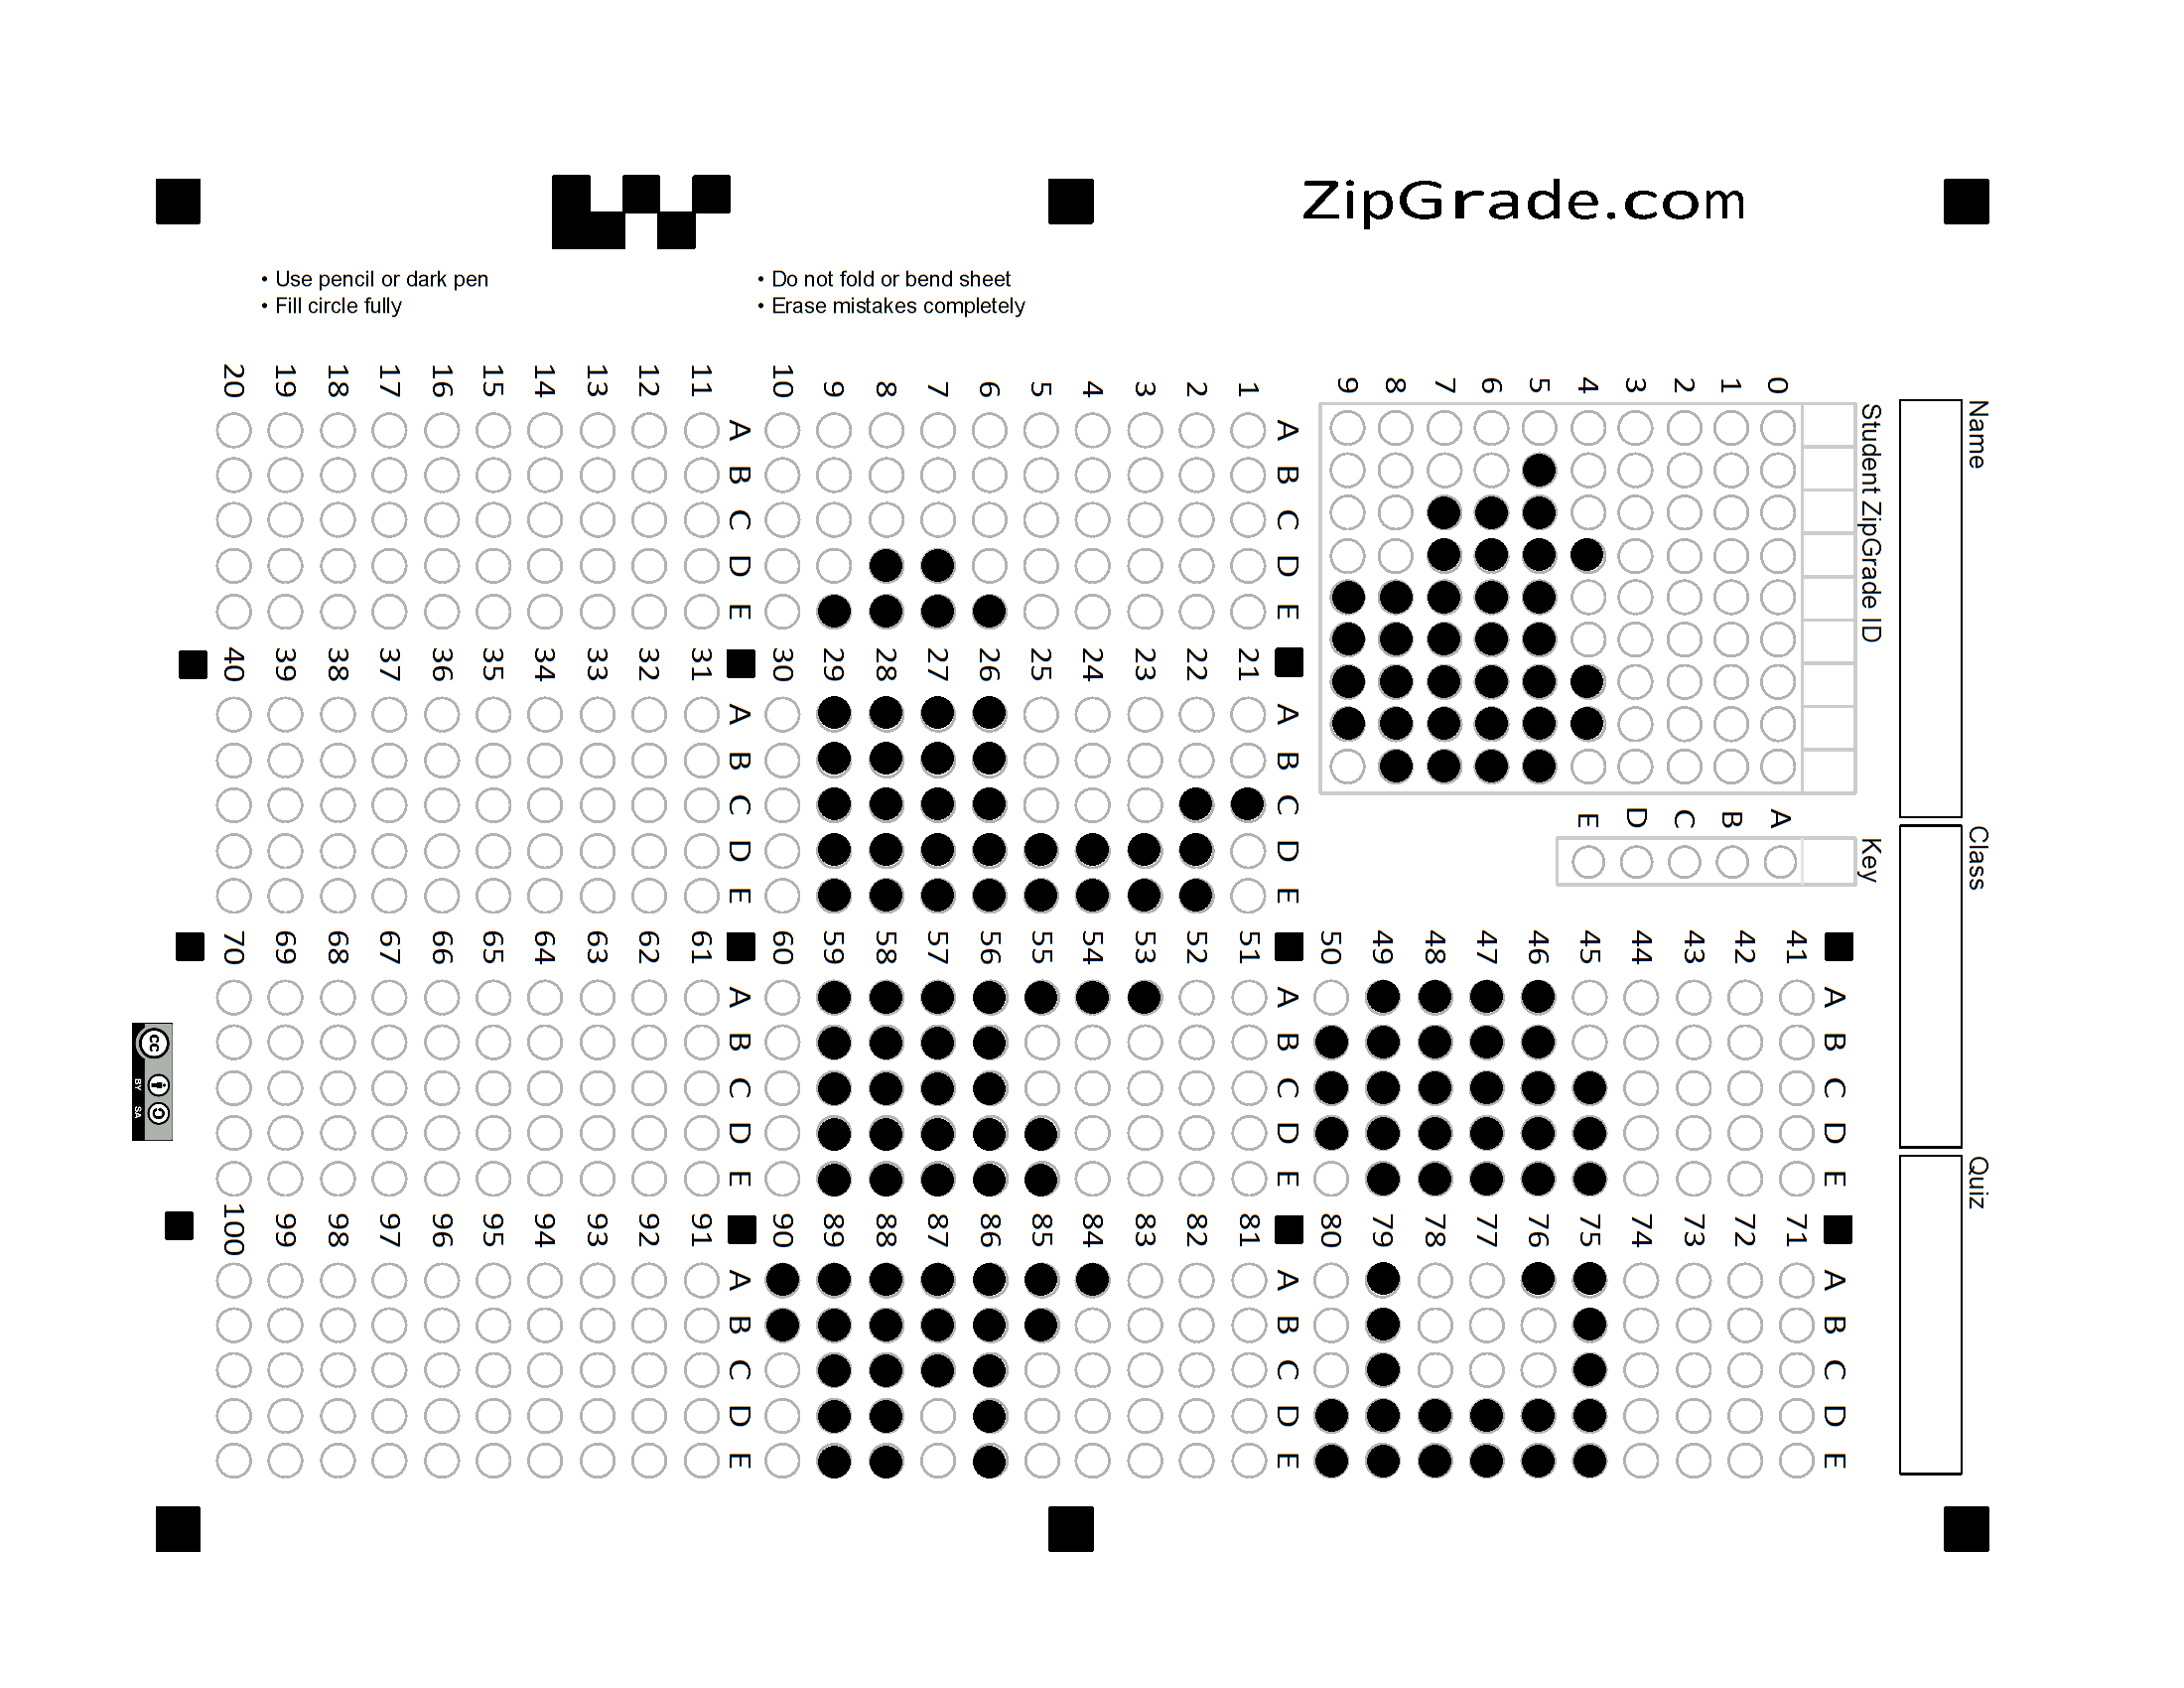 ZipGrade.com
• Use pencil or dark pen
• Fill circle fully
• Do not fold or bend sheet
• Erase mistakes completely
Name
Class
Quiz
Student ZipGrade ID
0 1 2 3 4 5 6 7 8 9
Key
A B C D E
1 2 3 4 5 6 7 8 9 10
A B C D E
11 12 13 14 15 16 17 18 19 20
A B C D E
21 22 23 24 25 26 27 28 29 30
A B C D E
31 32 33 34 35 36 37 38 39 40
A B C D E
41 42 43 44 45 46 47 48 49 50
A B C D E
51 52 53 54 55 56 57 58 59 60
A B C D E
61 62 63 64 65 66 67 68 69 70
A B C D E
71 72 73 74 75 76 77 78 79 80
A B C D E
81 82 83 84 85 86 87 88 89 90
A B C D E
91 92 93 94 95 96 97 98 99 100
A B C D E
cc
BY SA